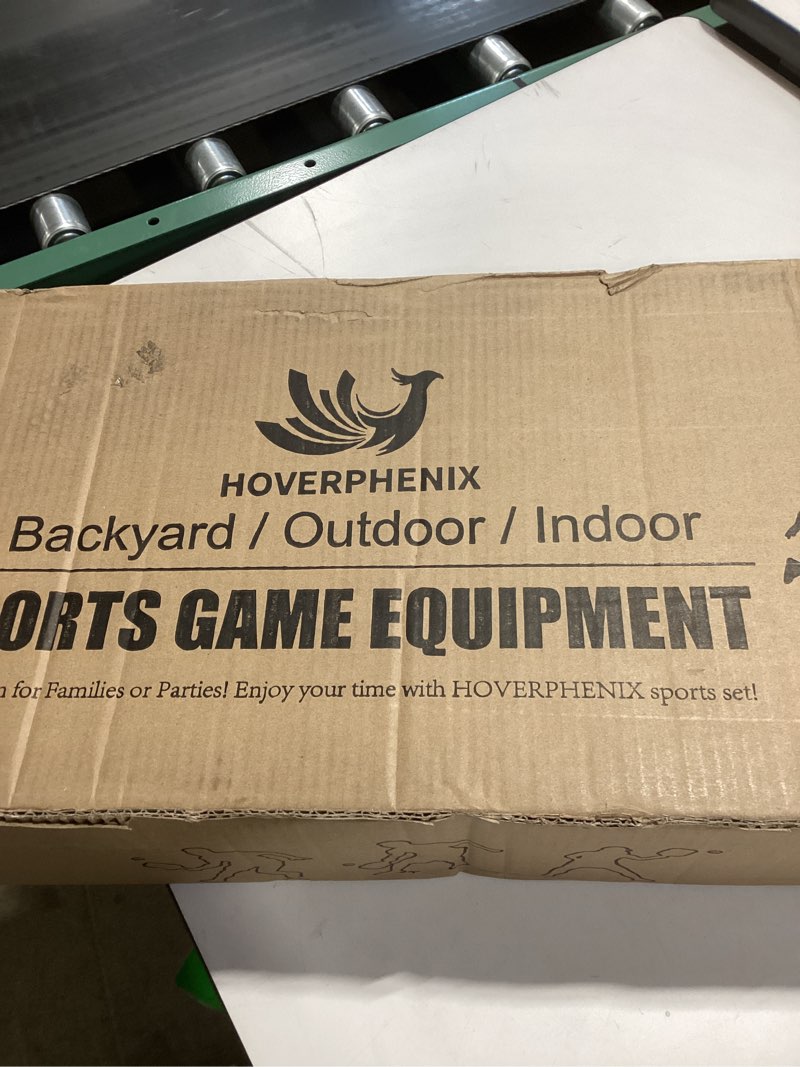 HOVERPHENIX
Backyard / Outdoor / Indoor
ORTS GAME EQUIPMENT
for Families or Parties! Enjoy your time with HOVERPHENIX sports set!